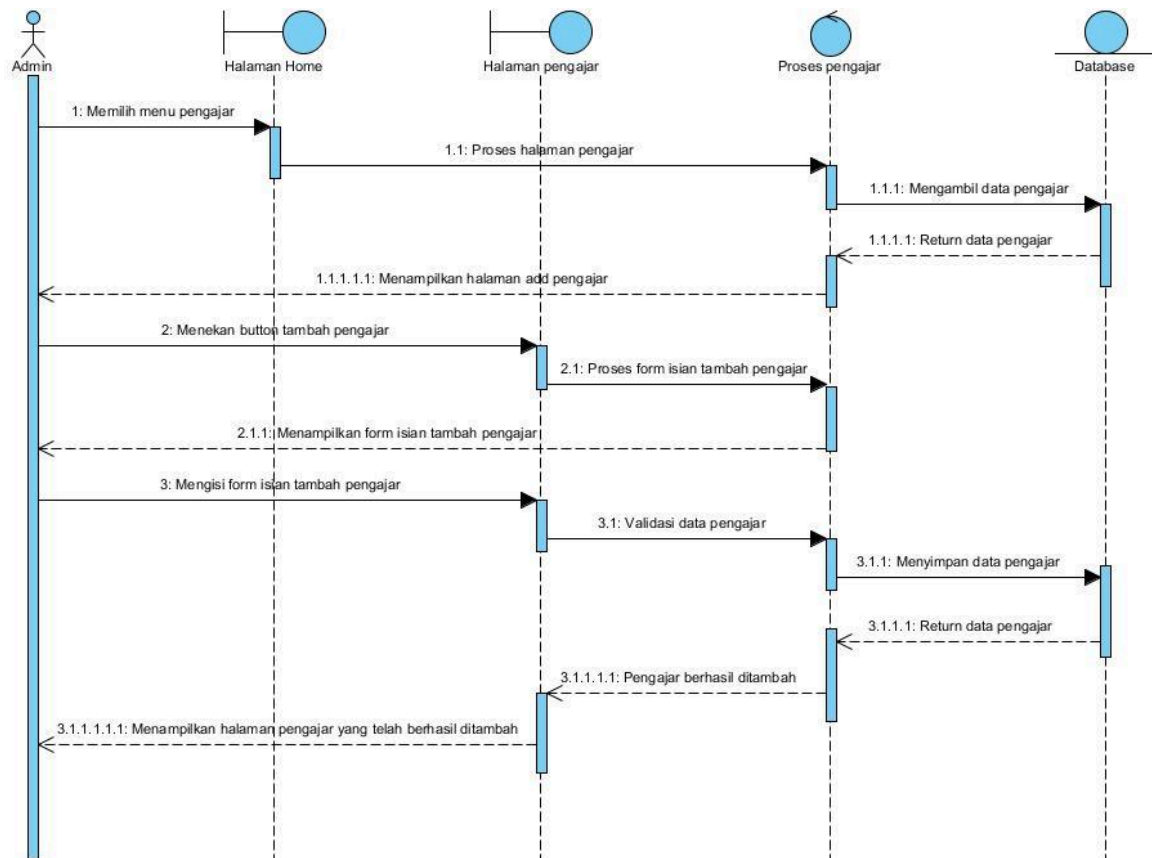 Admin
Halaman Home
Halaman pengajar
Proses pengajar
Database
1: Memilih menu pengajar
1.1: Proses halaman pengajar
1.1.1: Mengambil data pengajar
1.1.1.1: Return data pengajar
1.1.1.1.1: Menampilkan halaman add pengajar
2: Menekan button tambah pengajar
2.1: Proses form isian tambah pengajar
2.1.1: Menampilkan form isian tambah pengajar
3: Mengisi form isian tambah pengajar
3.1: Validasi data pengajar
3.1.1: Menyimpan data pengajar
3.1.1.1: Return data pengajar
3.1.1.1.1: Pengajar berhasil ditambah
3.1.1.1.1.1: Menampilkan halaman pengajar yang telah berhasil ditambah